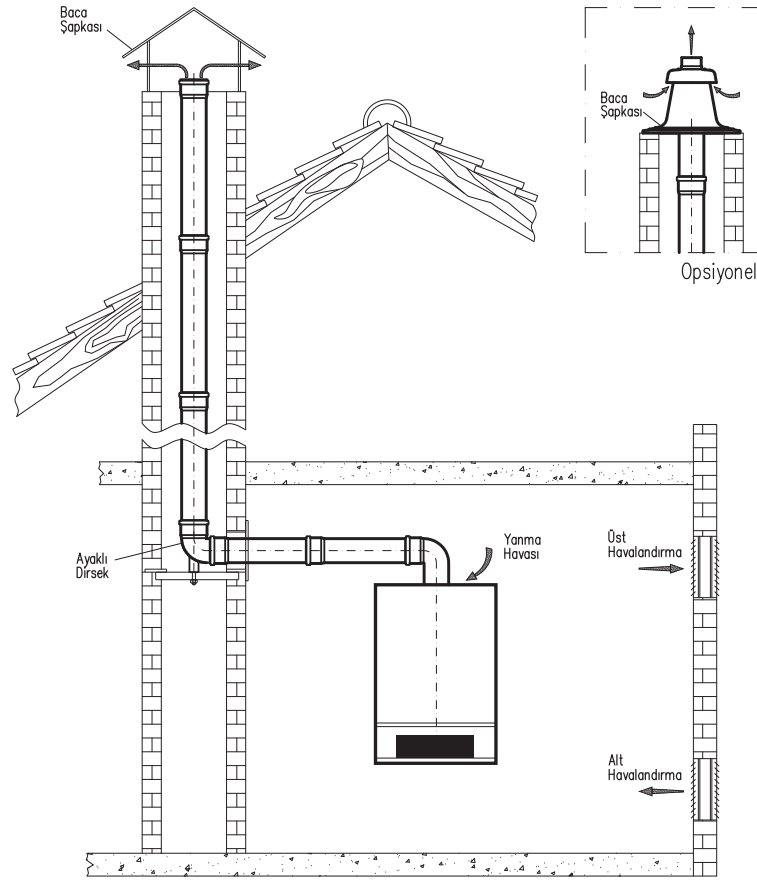 Baca
Şapkası
Baca
Şapkası
Opsiyonel
Ayaklı
Dirsek
Yanma
Havası
Üst
Havalandırma
Alt
Havalandırma